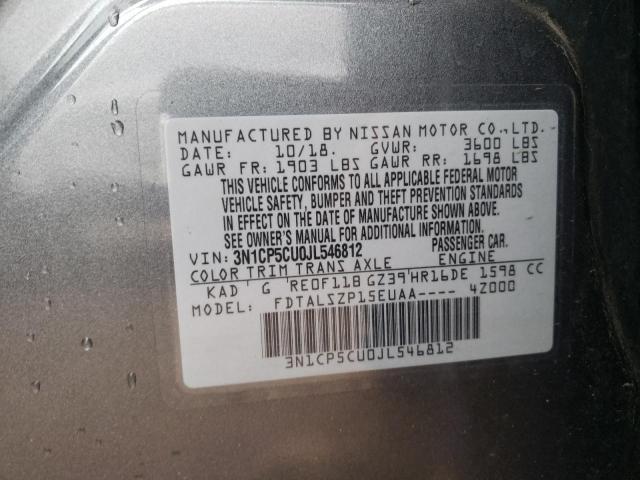 MANUFACTURED BY NISSAN MOTOR CO., LTD.
DATE: 10/18. GVWR: 3600 LBS
GAWR FR: 1903 LBS GAWR RR: 1698 LBS
THIS VEHICLE CONFORMS TO ALL APPLICABLE FEDERAL MOTOR
VEHICLE SAFETY, BUMPER AND THEFT PREVENTION STANDARDS
IN EFFECT ON THE DATE OF MANUFACTURE SHOWN ABOVE.
SEE OWNER'S MANUAL FOR ADDITIONAL INFORMATION.
VIN: 3N1CP5CU0JL546812 PASSENGER CAR.
COLOR TRIM TRANS AXLE ENGINE
KAD G RE0F11B GZ39 HR16DE 1598 CC
MODEL: FDTALSZP15EUAA---- 4Z000
3N1CP5CU0JL546812